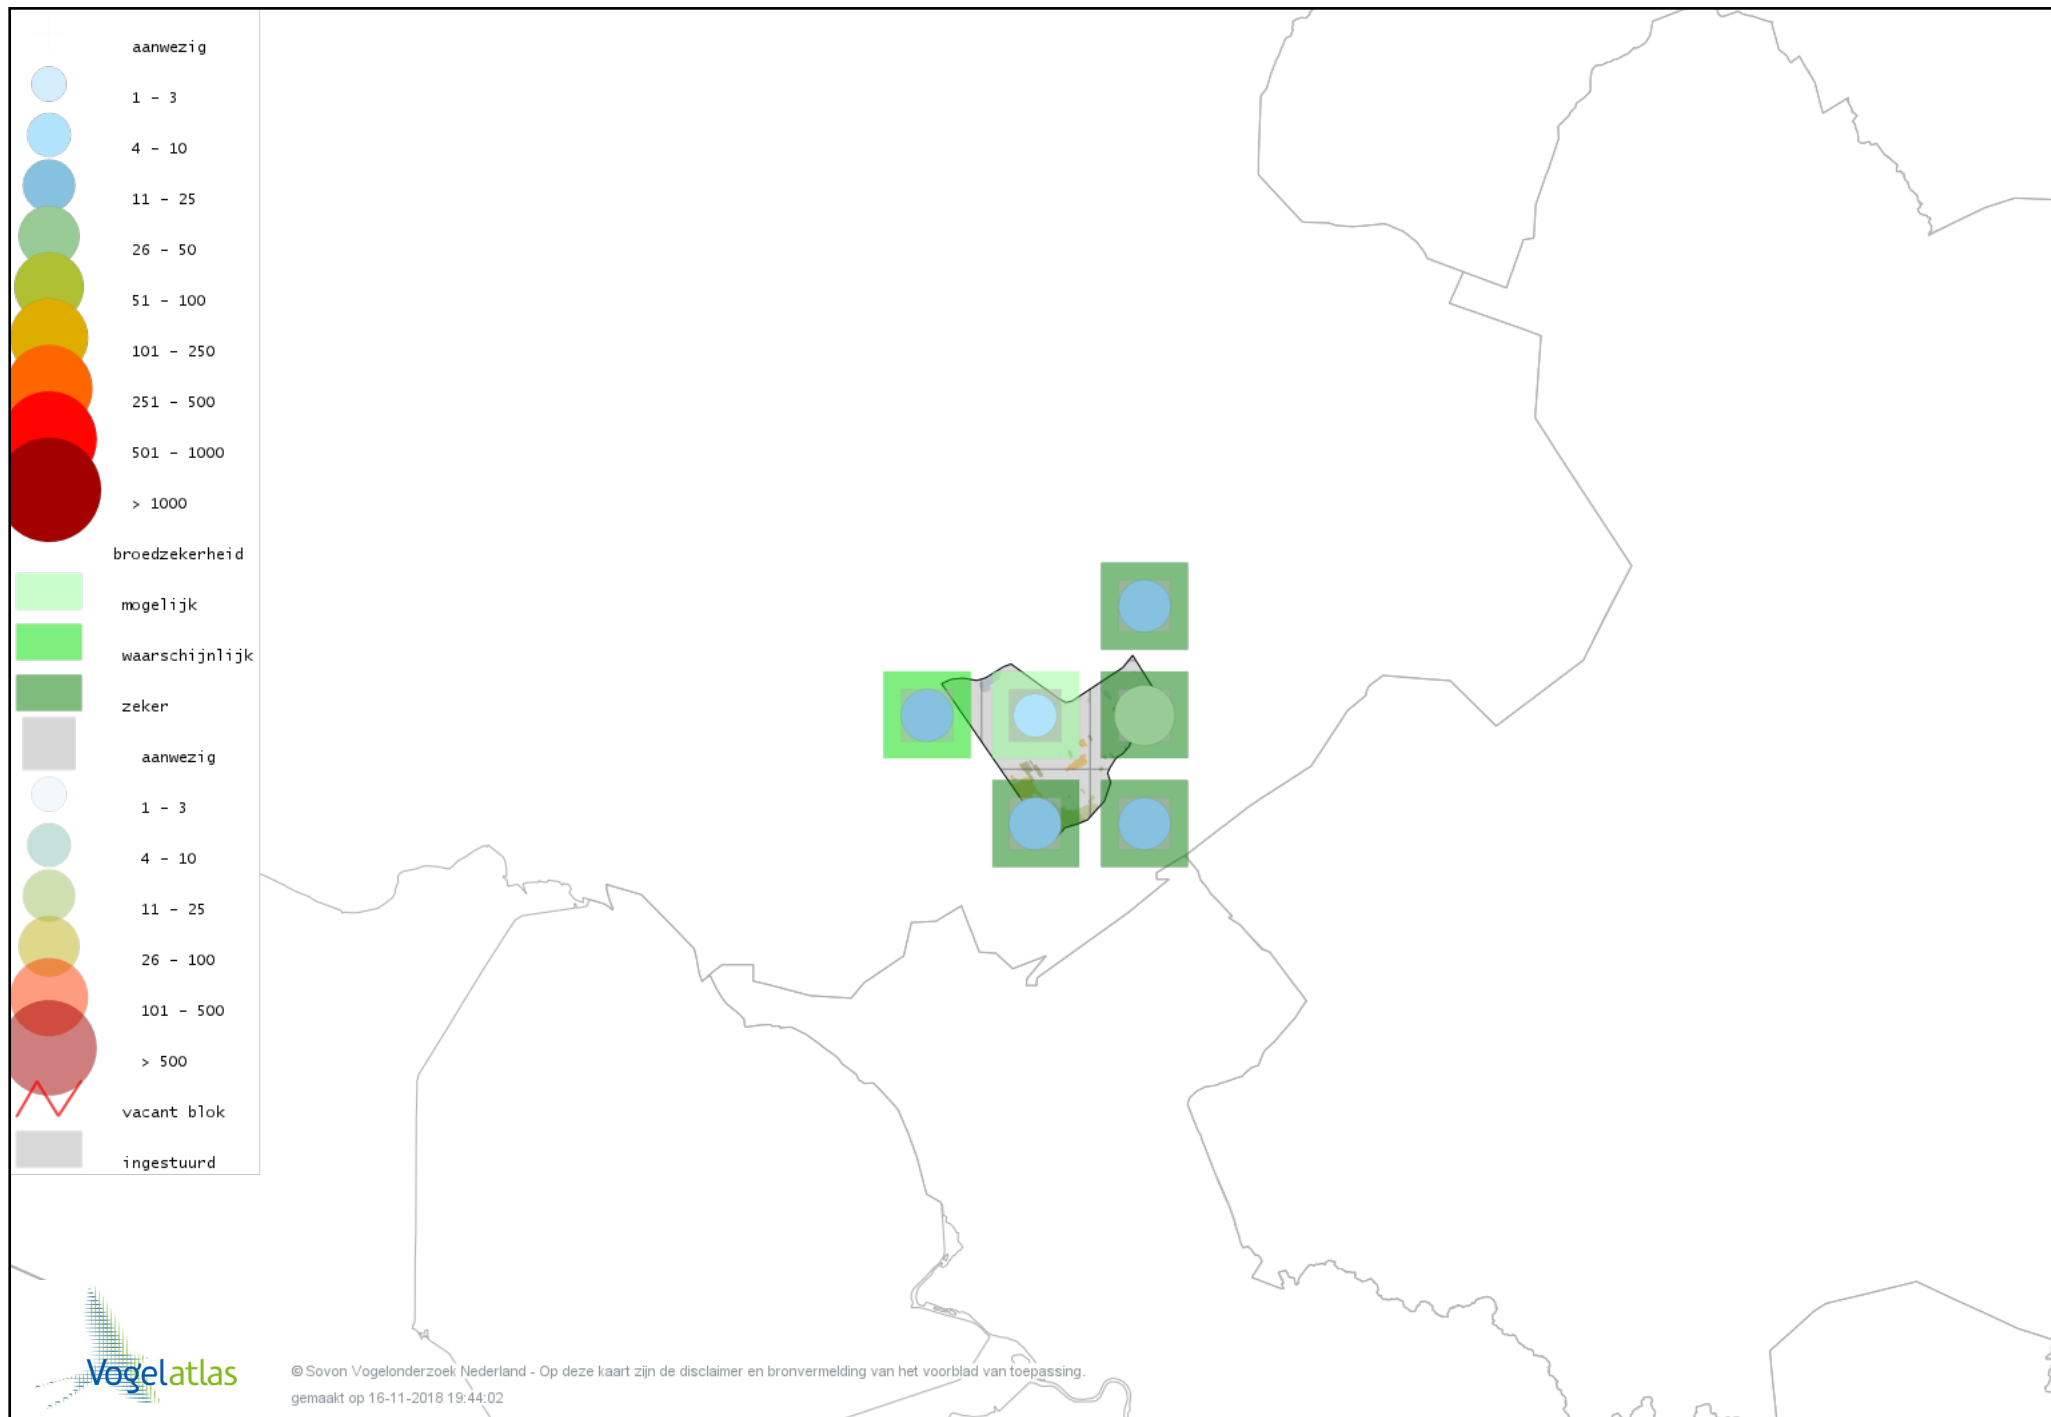 aanwezig
1 - 3
4 - 10
11 - 25
26 - 50
51 - 100
101 - 250
251 - 500
501 - 1000
> 1000
broedzekerheid
mogelijk
waarschijnlijk
zeker
aanwezig
1 - 3
4 - 10
11 - 25
26 - 100
101 - 500
> 500
vacant blok
ingestuurd
Vogelatlas
© Sovon Vogelonderzoek Nederland - Op deze kaart zijn de disclaimer en bronvermelding van het voorblad van toepassing.
gemaakt op 16-11-2018 19:44:02